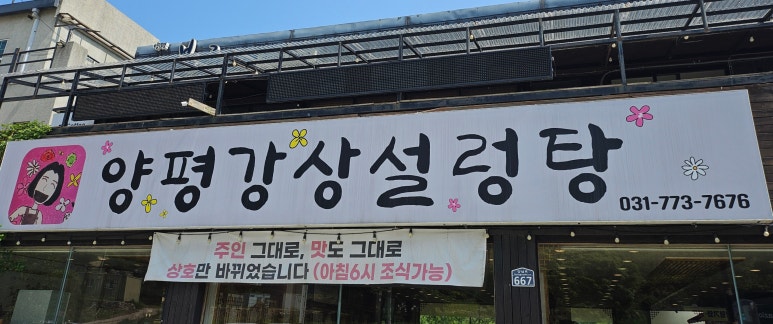 양평강상설렁탕
031-773-7676
주인 그대로, 맛도 그대로
상호만 바뀌었습니다 (아침6시 조식가능)
667